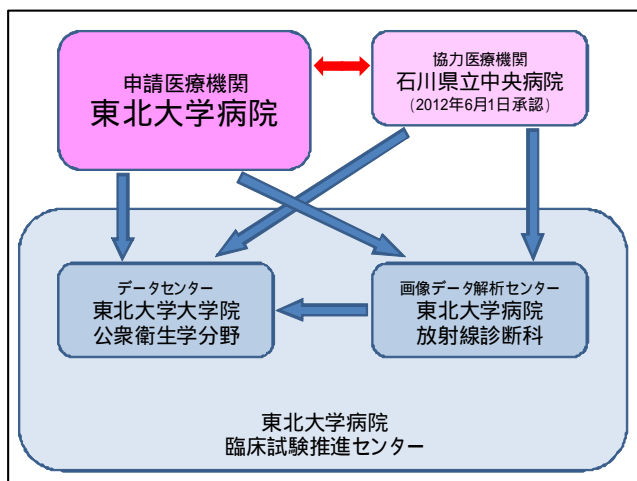 申請医療機関
東北大学病院
協力医療機関
石川県立中央病院
(2012年6月1日承認)
データセンター
東北大学大学院
公衆衛生学分野
画像データ解析センター
東北大学病院
放射線診断科
東北大学病院
臨床試験推進センター